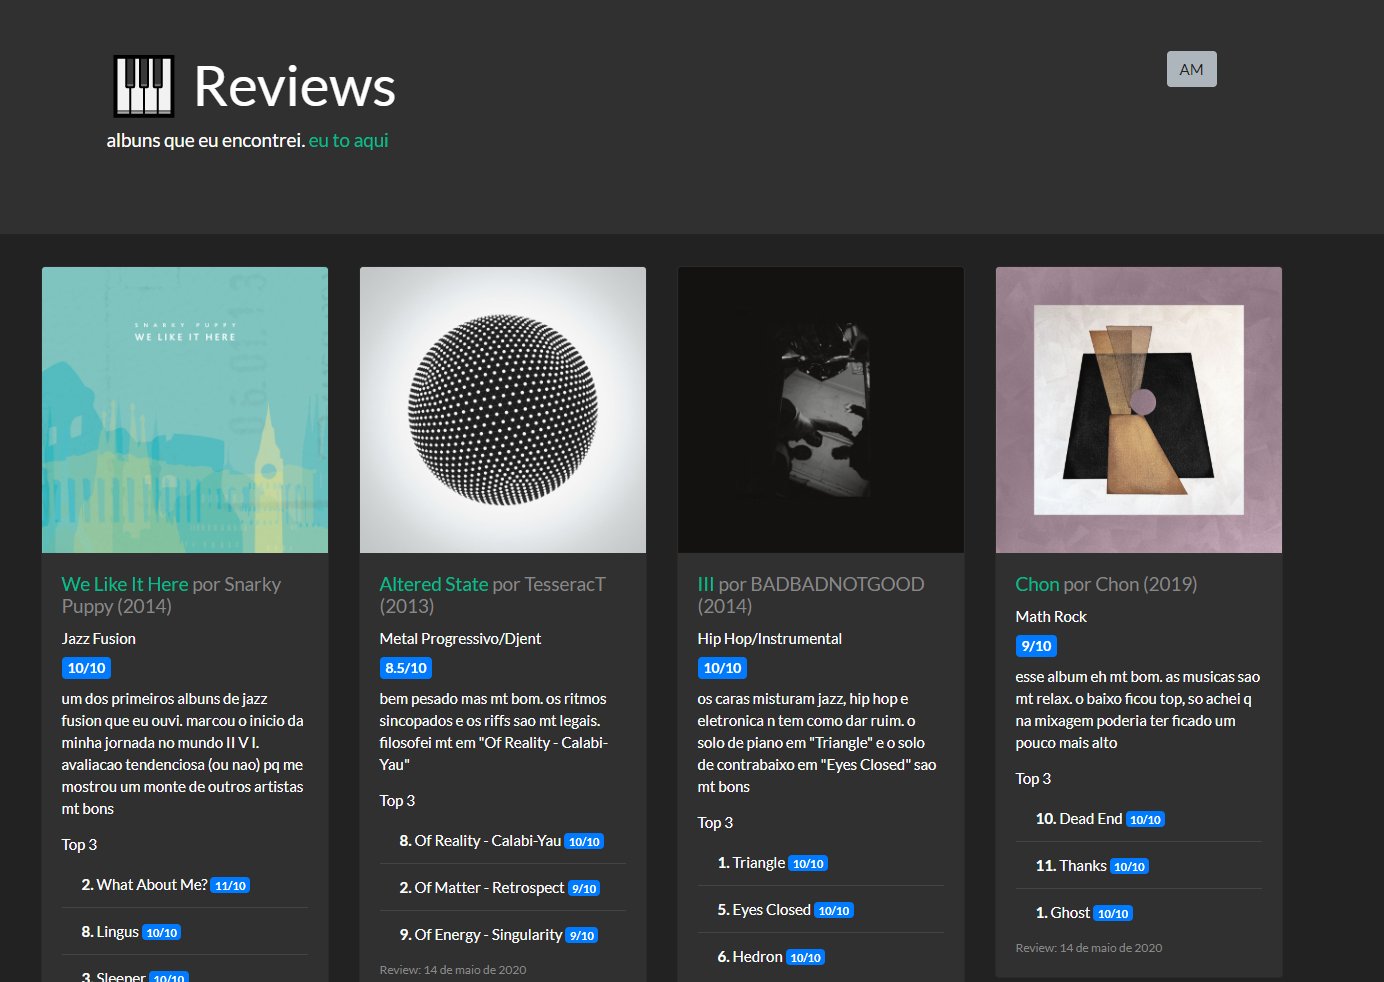 Reviews
AM
albuns que eu encontrei. eu to aqui
SNARKY PUPPY
WE LIKE IT HERE
We Like It Here por Snarky
Puppy (2014)
Jazz Fusion
10/10
um dos primeiros albuns de jazz
fusion que eu ouvi. marcou o inicio da
minha jornada no mundo II V I.
avaliacao tendenciosa (ou nao) pq me
mostrou um monte de outros artistas
mt bons
Top 3
2. What About Me? 11/10
8. Lingus 10/10
3. Sleeper 10/10
Altered State por TesseracT
(2013)
Metal Progressivo/Djent
8.5/10
bem pesado mas mt bom. os ritmos
sincopados e os riffs sao mt legais.
filosofei mt em "Of Reality - Calabi-
Yau"
Top 3
8. Of Reality - Calabi-Yau 10/10
2. Of Matter - Retrospect 9/10
9. Of Energy - Singularity 9/10
Review: 14 de maio de 2020
III por BADBADNOTGOOD
(2014)
Hip Hop/Instrumental
10/10
os caras misturam jazz, hip hop e
eletronica n tem como dar ruim. o
solo de piano em "Triangle" e o solo
de contrabaixo em "Eyes Closed" sao
mt bons
Top 3
1. Triangle 10/10
5. Eyes Closed 10/10
6. Hedron 10/10
Chon por Chon (2019)
Math Rock
9/10
esse album eh mt bom. as musicas sao
mt relax. o baixo ficou top, so achei q
na mixagem poderia ter ficado um
pouco mais alto
Top 3
10. Dead End 10/10
11. Thanks 10/10
1. Ghost 10/10
Review: 14 de maio de 2020